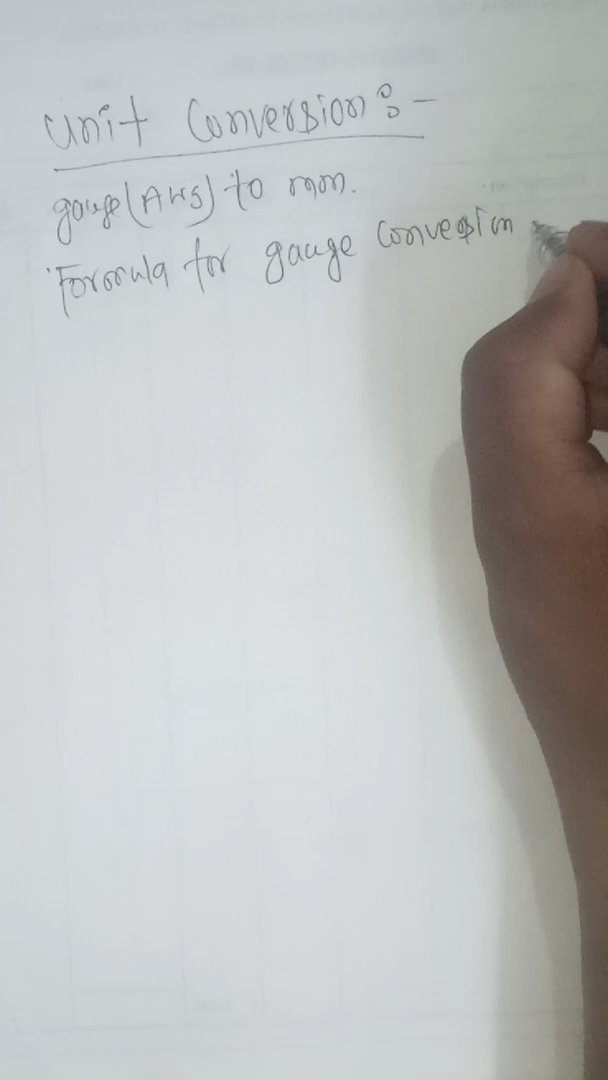 Unit Conversion :-
gauge (AWG) to mm.
Formula for gauge Conversion